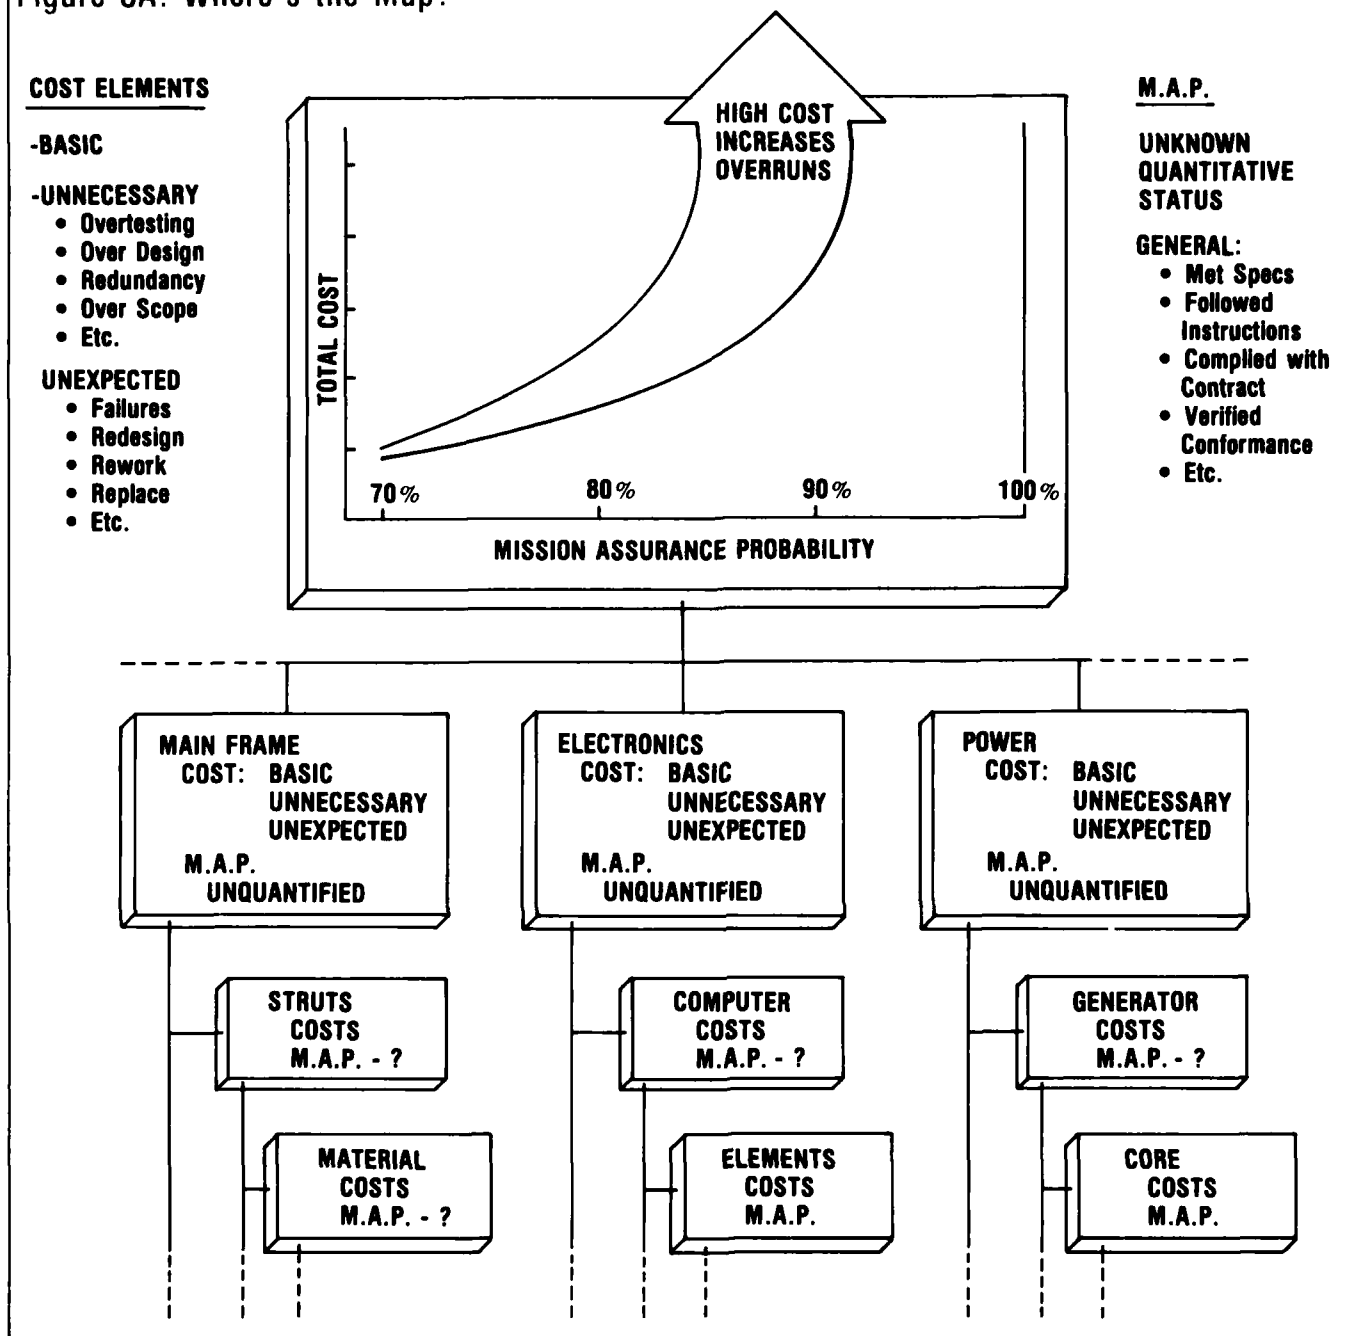 Where's the Map?
COST ELEMENTS
-BASIC
-UNNECESSARY
• Overtesting
• Over Design
• Redundancy
• Over Scope
• Etc.
UNEXPECTED
• Failures
• Redesign
• Rework
• Replace
• Etc.
HIGH COST
INCREASES
OVERRUNS
TOTAL COST
70% 80% 90% 100%
MISSION ASSURANCE PROBABILITY
M.A.P.
UNKNOWN
QUANTITATIVE
STATUS
GENERAL:
• Met Specs
• Followed
Instructions
• Complied with
Contract
• Verified
Conformance
• Etc.
MAIN FRAME
COST: BASIC
UNNECESSARY
UNEXPECTED
M.A.P.
UNQUANTIFIED
ELECTRONICS
COST: BASIC
UNNECESSARY
UNEXPECTED
M.A.P.
UNQUANTIFIED
POWER
COST: BASIC
UNNECESSARY
UNEXPECTED
M.A.P.
UNQUANTIFIED
STRUTS
COSTS
M.A.P. - ?
COMPUTER
COSTS
M.A.P. - ?
GENERATOR
COSTS
M.A.P. - ?
MATERIAL
COSTS
M.A.P. - ?
ELEMENTS
COSTS
M.A.P.
CORE
COSTS
M.A.P.